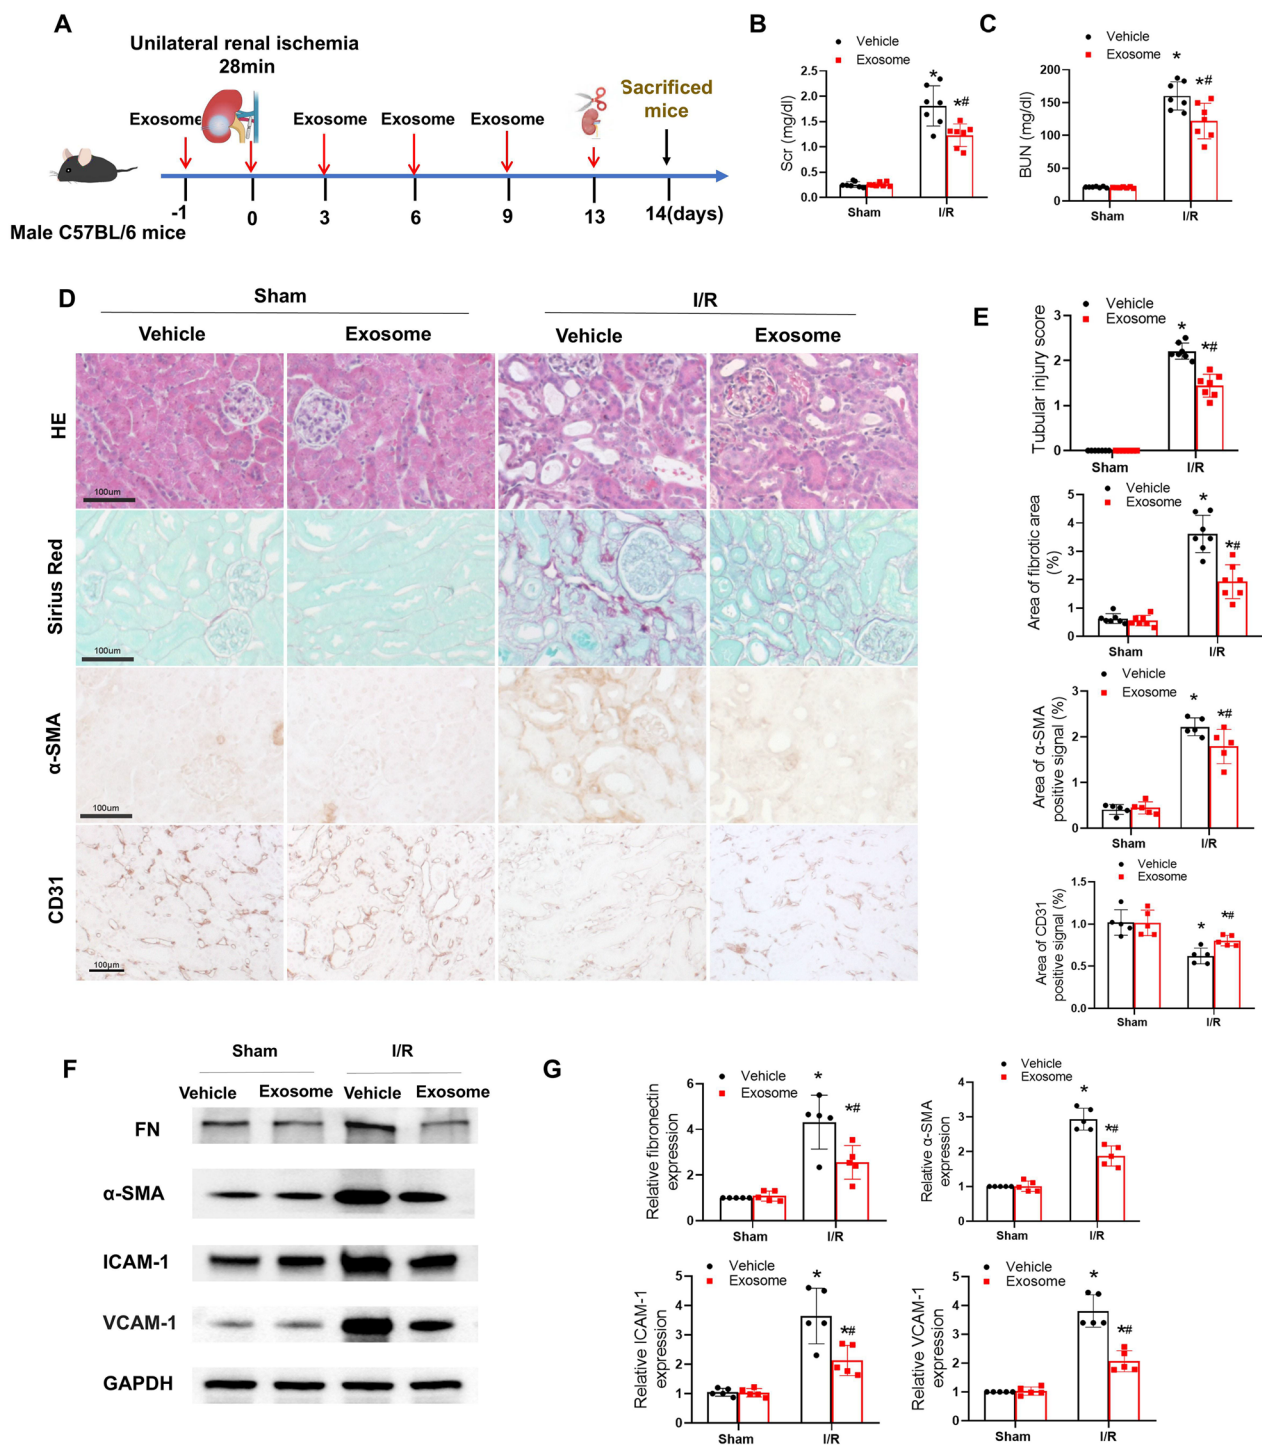 A
Unilateral renal ischemia
28min
Exosome
Exosome
Exosome
Exosome
Sacrificed
mice
-1
0
3
6
9
13
14(days)
Male C57BL/6 mice
B
Vehicle
Exosome
Scr (mg/dl)
2.5
2.0
1.5
1.0
0.5
0.0
*
*#
Sham
I/R
C
Vehicle
Exosome
BUN (mg/dl)
200
150
100
50
0
*
*#
Sham
I/R
D
Sham
I/R
Vehicle
Exosome
Vehicle
Exosome
HE
100um
Sirius Red
100um
α-SMA
100um
CD31
100μm
E
Vehicle
Exosome
Tubular injury score
3
2
1
0
*
*#
Sham
I/R
Vehicle
Exosome
Area of fibrotic area
(%)
5
4
3
2
1
0
*
*#
Sham
I/R
Vehicle
Exosome
Area of α-SMA
positive signal (%)
3
2
1
0
*
*#
Sham
I/R
Vehicle
Exosome
Area of CD31
positive signal (%)
1.5
1.0
0.5
0.0
*
*#
Sham
I/R
F
Sham
I/R
Vehicle
Exosome
Vehicle
Exosome
FN
α-SMA
ICAM-1
VCAM-1
GAPDH
G
Vehicle
Exosome
Relative fibronectin
expression
6
4
2
0
*
*#
Sham
I/R
Vehicle
Exosome
Relative α-SMA
expression
4
3
2
1
0
*
*#
Sham
I/R
Vehicle
Exosome
Relative ICAM-1
expression
5
4
3
2
1
0
*
*#
Sham
I/R
Vehicle
Exosome
Relative VCAM-1
expression
5
4
3
2
1
0
*
*#
Sham
I/R